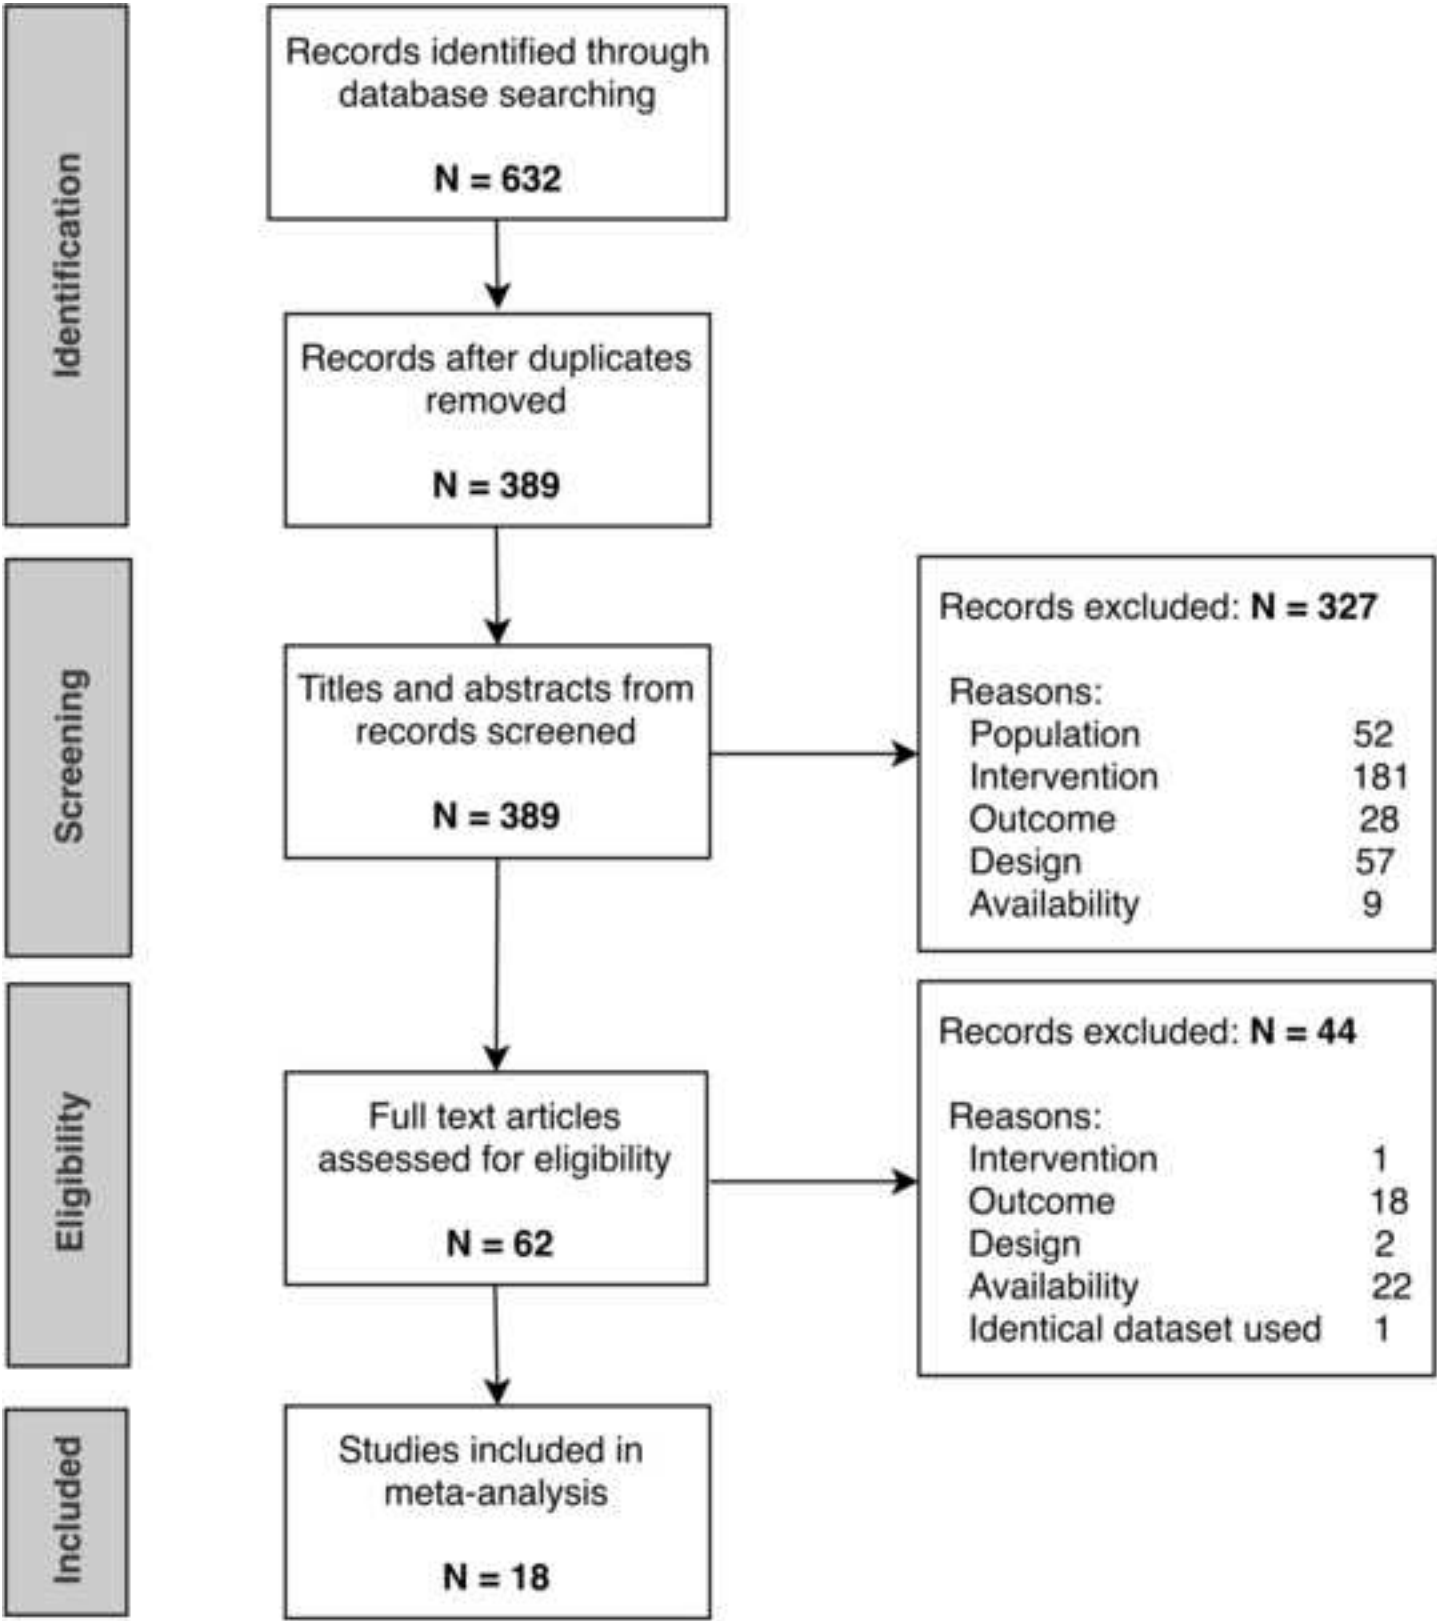 Identification
Records identified through
database searching
N = 632
Records after duplicates
removed
N = 389
Screening
Titles and abstracts from
records screened
N = 389
Records excluded: N = 327
Reasons:
Population 52
Intervention 181
Outcome 28
Design 57
Availability 9
Eligibility
Full text articles
assessed for eligibility
N = 62
Records excluded: N = 44
Reasons:
Intervention 1
Outcome 18
Design 2
Availability 22
Identical dataset used 1
Included
Studies included in
meta-analysis
N = 18